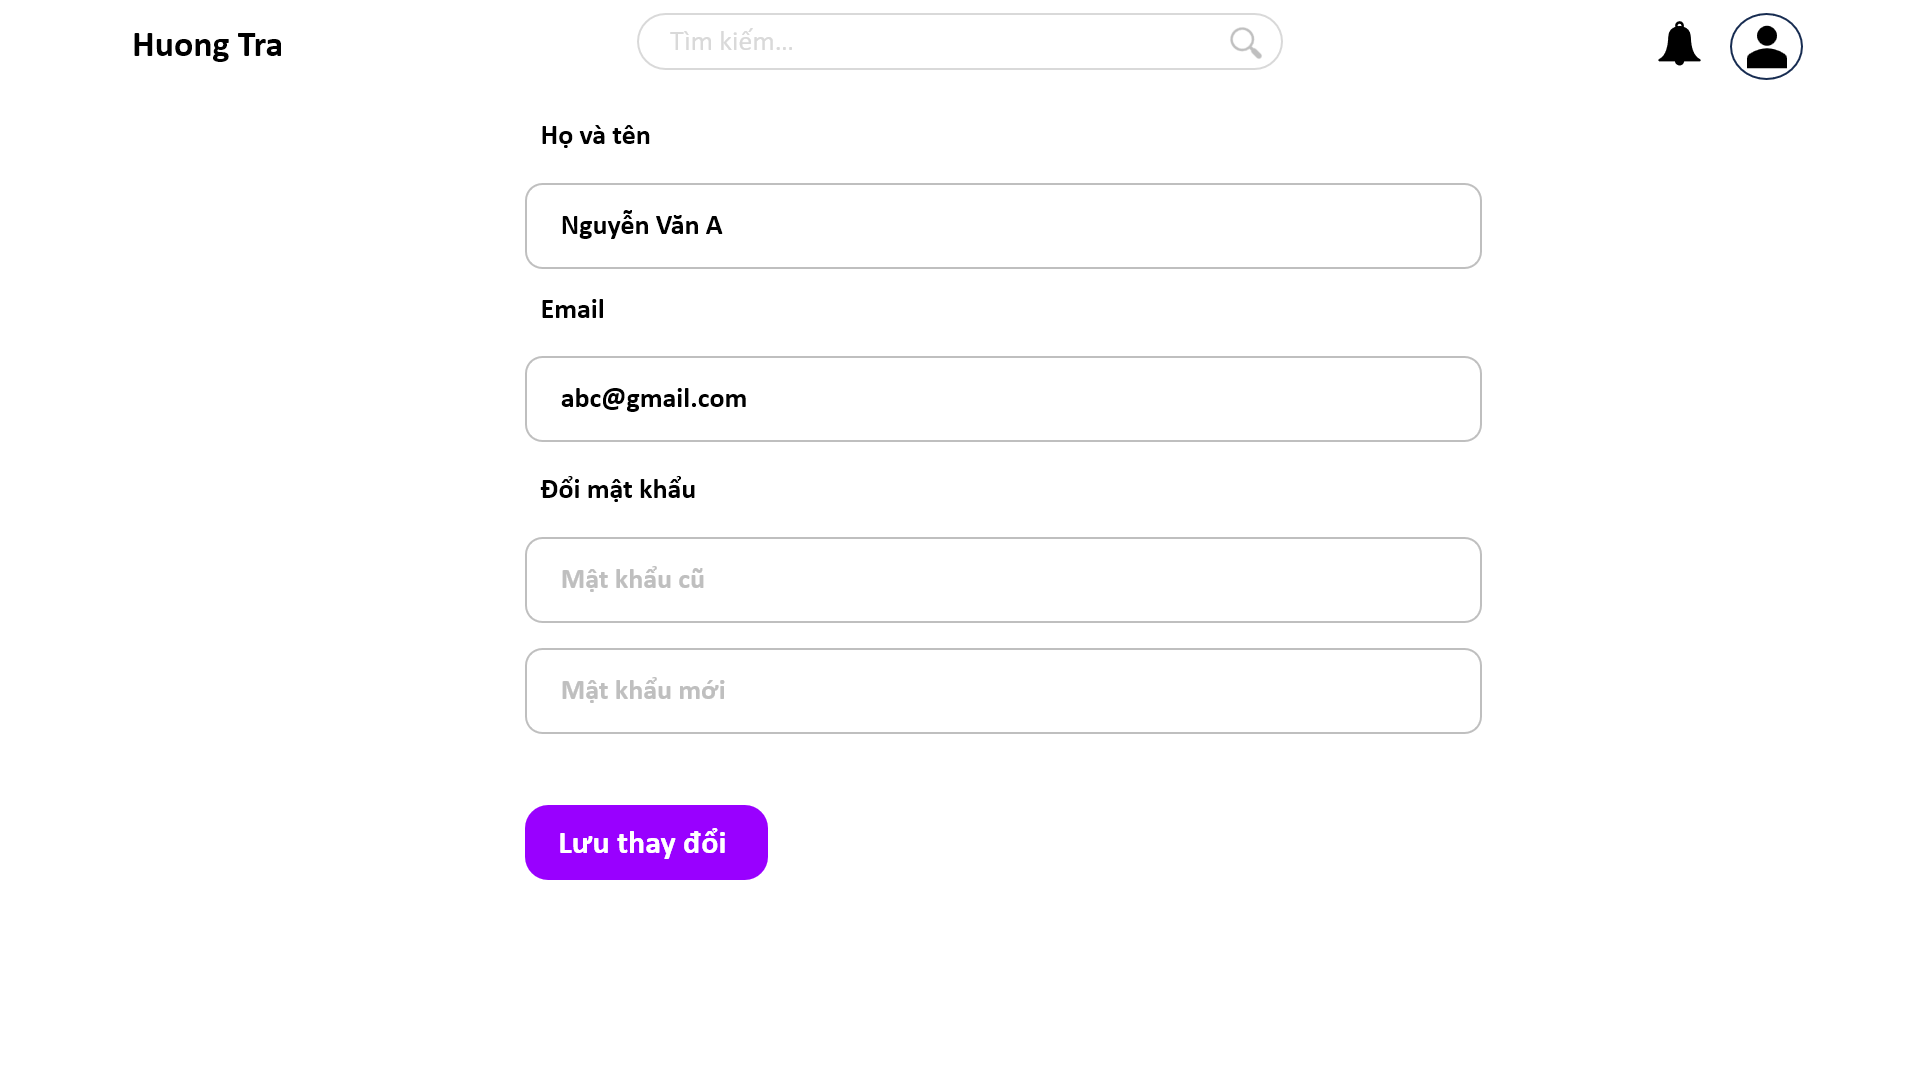 Huong Tra
Tìm kiếm...
Họ và tên
Nguyễn Văn A
Email
abc@gmail.com
Đổi mật khẩu
Mật khẩu cũ
Mật khẩu mới
Lưu thay đổi